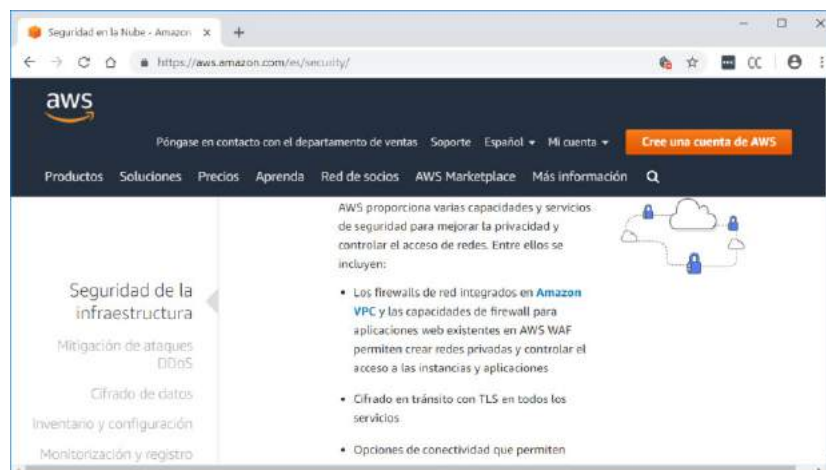 Seguridad en la Nube - Amazon
https://aws.amazon.com/es/security/
aws
Póngase en contacto con el departamento de ventas Soporte Español Mi cuenta Cree una cuenta de AWS
Productos Soluciones Precios Aprenda Red de socios AWS Marketplace Más información
AWS proporciona varias capacidades y servicios
de seguridad para mejorar la privacidad y
controlar el acceso de redes. Entre ellos se
incluyen:
Seguridad de la
infraestructura
Mitigación de ataques
DDoS
Cifrado de datos
Inventario y configuración
Monitorización y registro
• Los firewalls de red integrados en Amazon
VPC y las capacidades de firewall para
aplicaciones web existentes en AWS WAF
permiten crear redes privadas y controlar el
acceso a las instancias y aplicaciones
• Cifrado en tránsito con TLS en todos los
servicios
• Opciones de conectividad que permiten